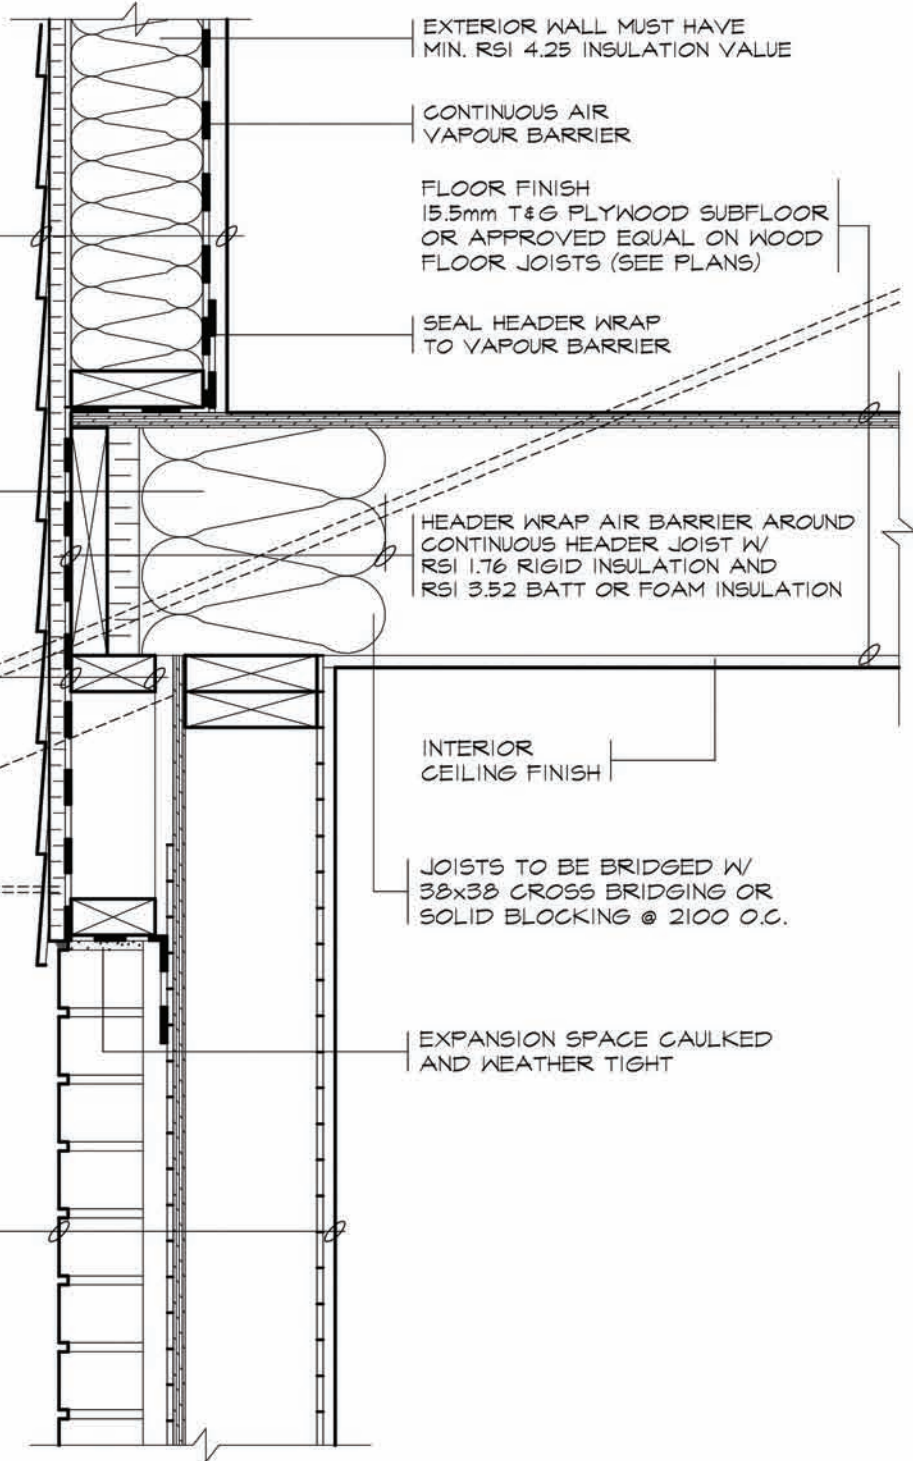 EXTERIOR WALL MUST HAVE
MIN. RSI 4.25 INSULATION VALUE
CONTINUOUS AIR
VAPOUR BARRIER
FLOOR FINISH
15.5mm T&G PLYWOOD SUBFLOOR
OR APPROVED EQUAL ON WOOD
FLOOR JOISTS (SEE PLANS)
SEAL HEADER WRAP
TO VAPOUR BARRIER
HEADER WRAP AIR BARRIER AROUND
CONTINUOUS HEADER JOIST W/
RSI 1.76 RIGID INSULATION AND
RSI 3.52 BATT OR FOAM INSULATION
INTERIOR
CEILING FINISH
JOISTS TO BE BRIDGED W/
38x38 CROSS BRIDGING OR
SOLID BLOCKING @ 2100 O.C.
EXPANSION SPACE CAULKED
AND WEATHER TIGHT